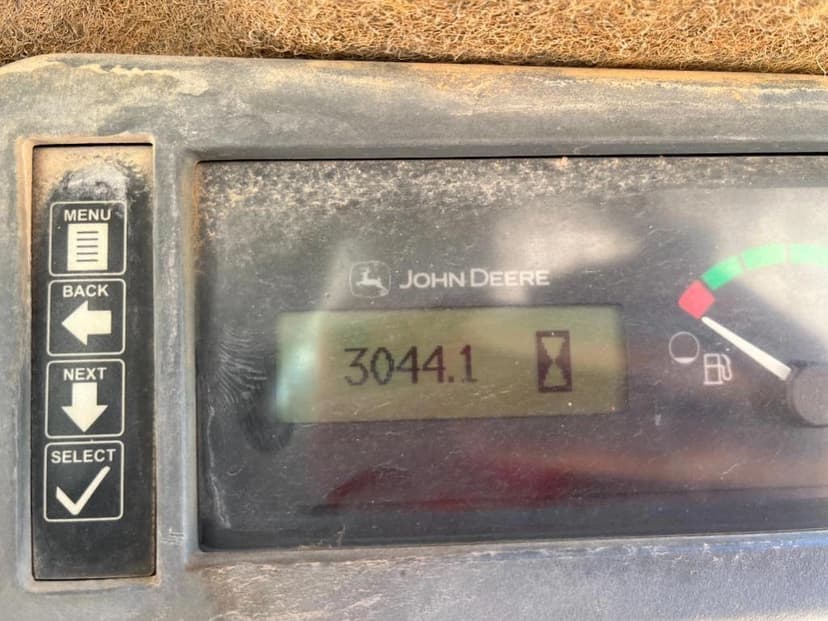 MENU
BACK
NEXT
SELECT
JOHN DEERE
3044.1